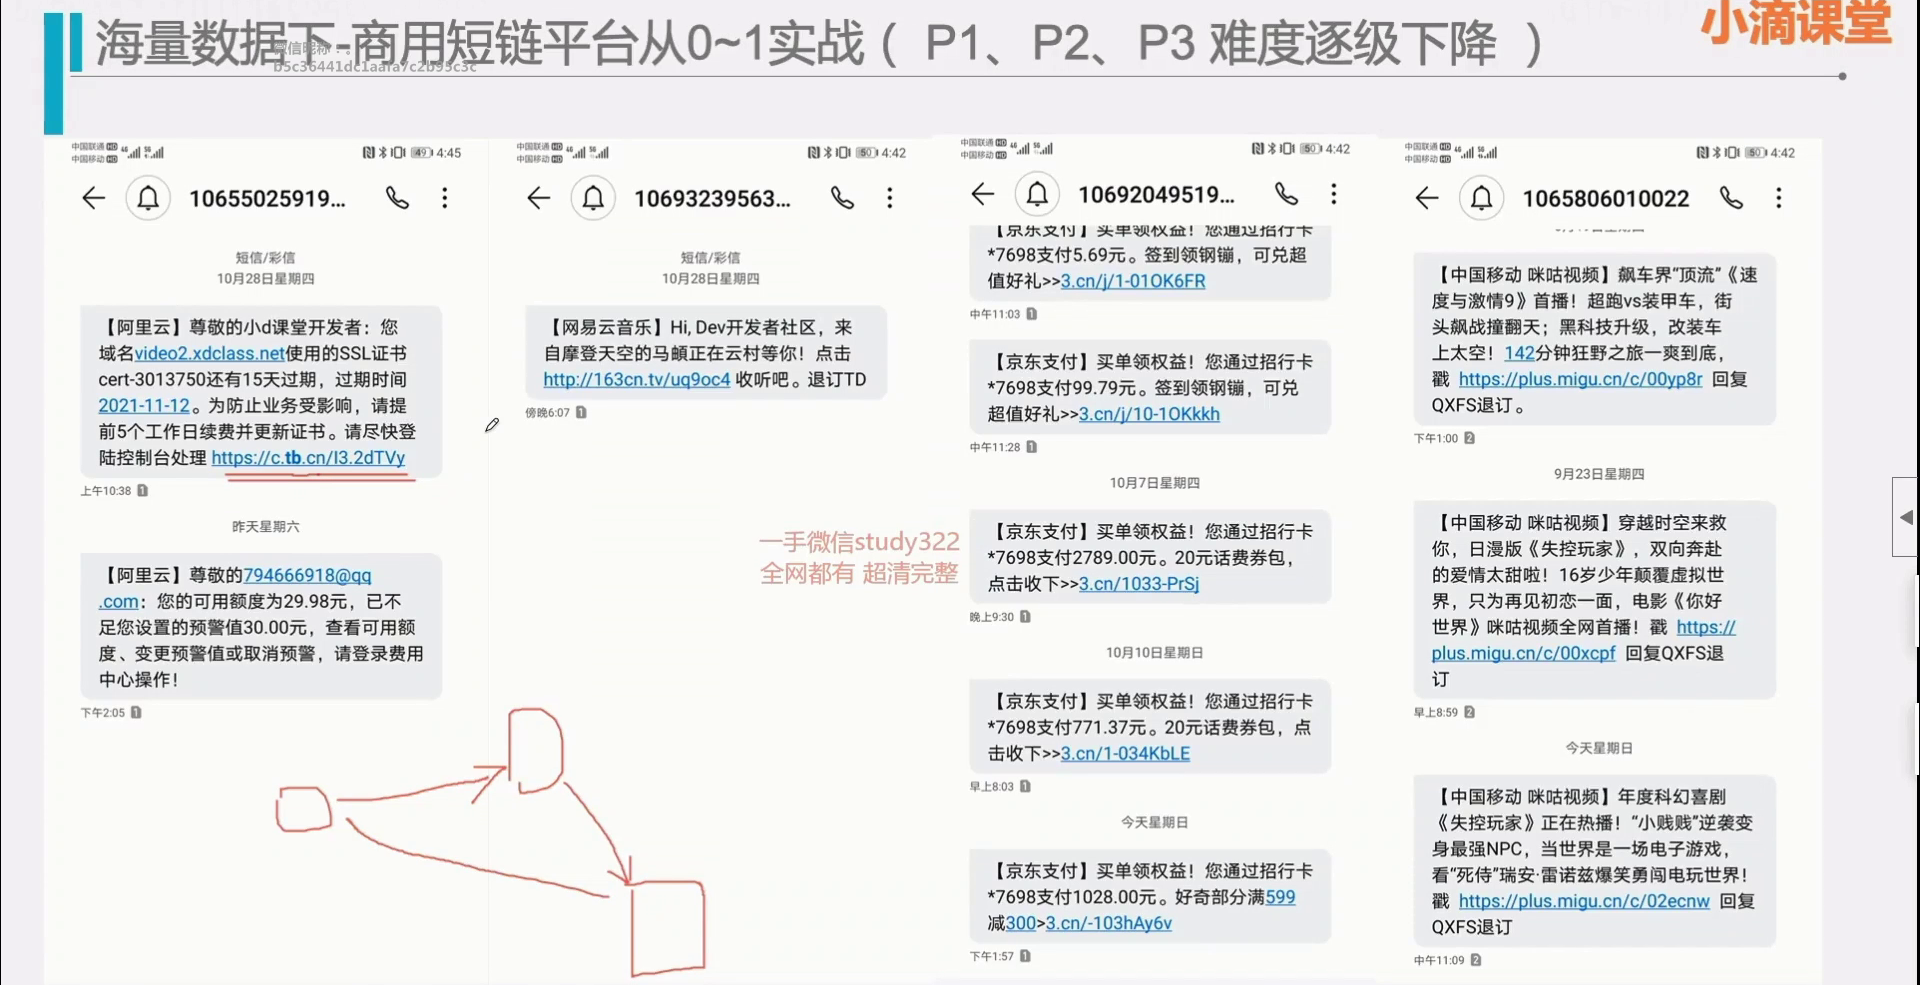 海量数据下-商用短链平台从0~1实战（ P1、P2、P3 难度逐级下降 ）
小滴课堂
微信昵称：。
b5c36441dc1aafa7c2b95c3c
中国联通HD 4G 5G
中国移动HD
49 4:45
10655025919...
短信/彩信
10月28日星期四
【阿里云】尊敬的小d课堂开发者：您
域名video2.xdclass.net使用的SSL证书
cert-3013750还有15天过期，过期时间
2021-11-12。为防止业务受影响，请提
前5个工作日续费并更新证书。请尽快登
陆控制台处理 https://c.tb.cn/I3.2dTVy
上午10:38 1
昨天星期六
【阿里云】尊敬的794666918@qq
.com：您的可用额度为29.98元，已不
足您设置的预警值30.00元，查看可用额
度、变更预警值或取消预警，请登录费用
中心操作！
下午2:05 1
中国联通HD 4G 5G
中国移动HD
50 4:42
10693239563...
短信/彩信
10月28日星期四
【网易云音乐】Hi, Dev开发者社区，来
自摩登天空的马頔正在云村等你！点击
http://163cn.tv/uq9oc4 收听吧。退订TD
傍晚6:07 1
一手微信study322
全网都有 超清完整
中国联通HD 4G 5G
中国移动HD
50 4:42
10692049519...
【京东支付】买单领权益！您通过招行卡
*7698支付5.69元。签到领钢镚，可兑超
值好礼>>3.cn/j/1-01OK6FR
中午11:03 1
【京东支付】买单领权益！您通过招行卡
*7698支付99.79元。签到领钢镚，可兑
超值好礼>>3.cn/j/10-1OKkkh
中午11:28 1
10月7日星期四
【京东支付】买单领权益！您通过招行卡
*7698支付2789.00元。20元话费券包，
点击收下>>3.cn/1033-PrSj
晚上9:30 1
10月10日星期日
【京东支付】买单领权益！您通过招行卡
*7698支付771.37元。20元话费券包，点
击收下>>3.cn/1-034KbLE
早上8:03 1
今天星期日
【京东支付】买单领权益！您通过招行卡
*7698支付1028.00元。好奇部分满599
减300>3.cn/-103hAy6v
下午1:57 1
中国联通HD 4G 5G
中国移动HD
50 4:42
1065806010022
【中国移动 咪咕视频】飙车界“顶流”《速
度与激情9》首播！超跑vs装甲车，街
头飙战撞翻天；黑科技升级，改装车
上太空！142分钟狂野之旅一爽到底，
戳 https://plus.migu.cn/c/00yp8r 回复
QXFS退订。
下午1:00 2
9月23日星期四
【中国移动 咪咕视频】穿越时空来救
你，日漫版《失控玩家》，双向奔赴
的爱情太甜啦！16岁少年颠覆虚拟世
界，只为再见初恋一面，电影《你好
世界》咪咕视频全网首播！戳 https://
plus.migu.cn/c/00xcpf 回复QXFS退
订
早上8:59 2
今天星期日
【中国移动 咪咕视频】年度科幻喜剧
《失控玩家》正在热播！“小贱贱”逆袭变
身最强NPC，当世界是一场电子游戏，
看“死侍”瑞安·雷诺兹爆笑勇闯电玩世界！
戳 https://plus.migu.cn/c/02ecnw 回复
QXFS退订
中午11:09 2